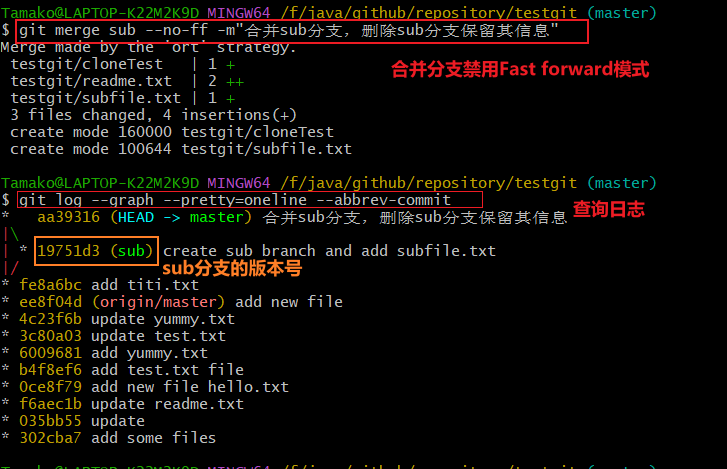 Tamako@LAPTOP-K22M2K9D MINGW64 /f/java/github/repository/testgit (master)
$ git merge sub --no-ff -m"合并sub分支，删除sub分支保留其信息"
Merge made by the 'ort' strategy.
testgit/cloneTest | 1 +
合并分支禁用Fast forward模式
testgit/readme.txt | 2 ++
testgit/subfile.txt | 1 +
3 files changed, 4 insertions(+)
create mode 160000 testgit/cloneTest
create mode 100644 testgit/subfile.txt
Tamako@LAPTOP-K22M2K9D MINGW64 /f/java/github/repository/testgit (master)
$ git log --graph --pretty=oneline --abbrev-commit
查询日志
* aa39316 (HEAD -> master) 合并sub分支，删除sub分支保留其信息
|\
| * 19751d3 (sub) create sub branch and add subfile.txt
|/
sub分支的版本号
* fe8a6bc add titi.txt
* ee8f04d (origin/master) add new file
* 4c23f6b update yummy.txt
* 3c80a03 update test.txt
* 6009681 add yummy.txt
* b4f8ef6 add test.txt file
* 0ce8f79 add new file hello.txt
* f6aec1b update readme.txt
* 035bb55 update
* 302cba7 add some files
Tamako@LAPTOP-K22M2K9D MINGW64 /f/java/github/repository/testgit (master)